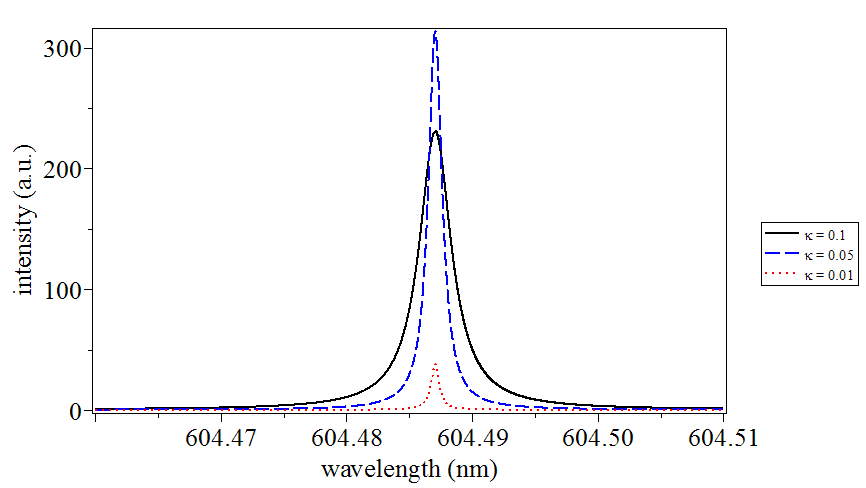 300
200
100
0
intensity (a.u.)
604.47 604.48 604.49 604.50 604.51
wavelength (nm)
κ = 0.1
κ = 0.05
κ = 0.01